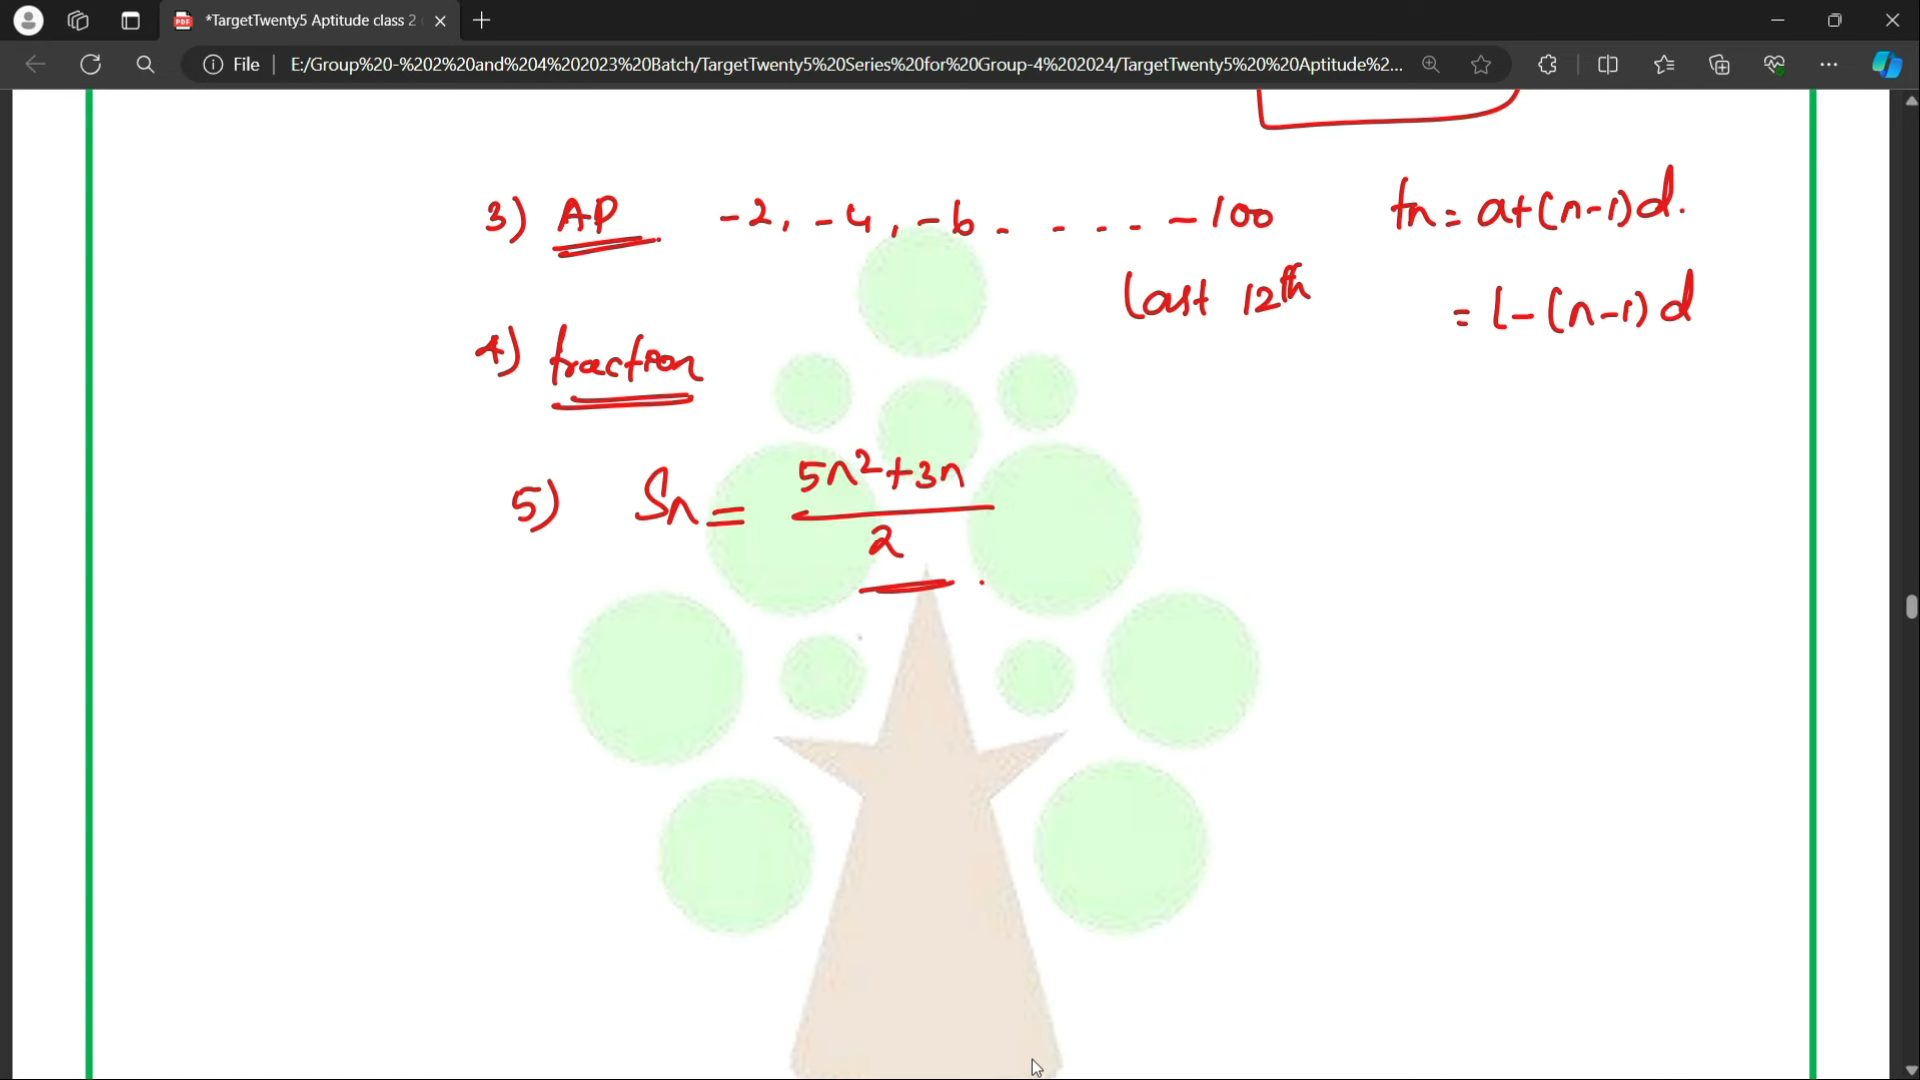 *TargetTwenty5 Aptitude class 2
File E:/Group%20-%202%20and%204%202023%20Batch/TargetTwenty5%20Series%20for%20Group-4%202024/TargetTwenty5%20%20Aptitude%2...
3) AP -2, -4, -6 . . . . -100 tn = a+(n-1)d.
last 12th = l-(n-1)d
4) fraction
5) Sn = 5n²+3n
2